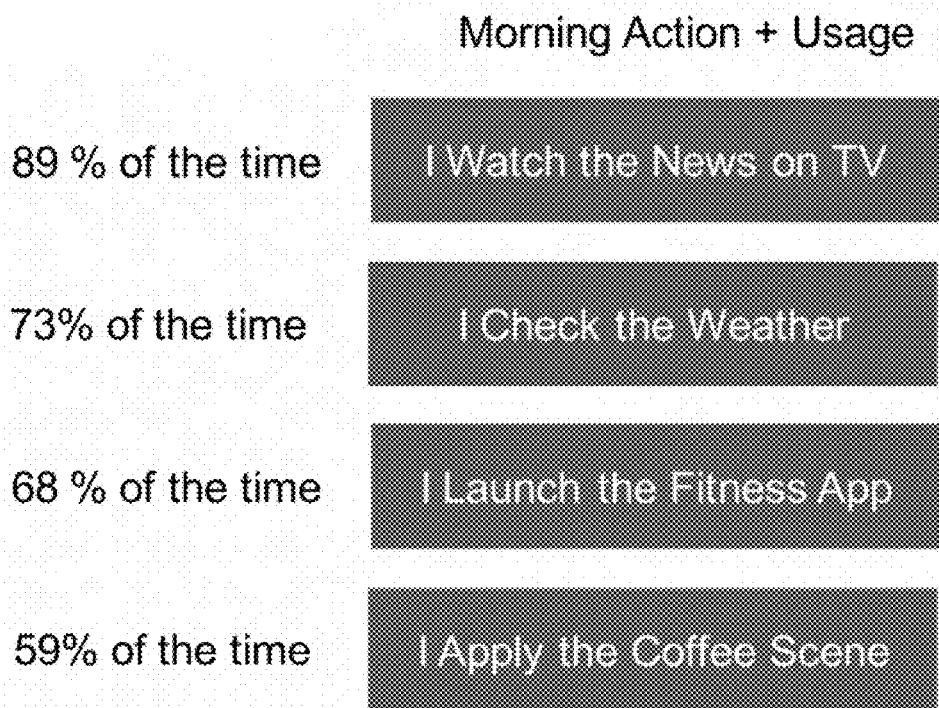 Morning Action + Usage
89 % of the time
I Watch the News on TV
73% of the time
I Check the Weather
68 % of the time
I Launch the Fitness App
59% of the time
I Apply the Coffee Scene